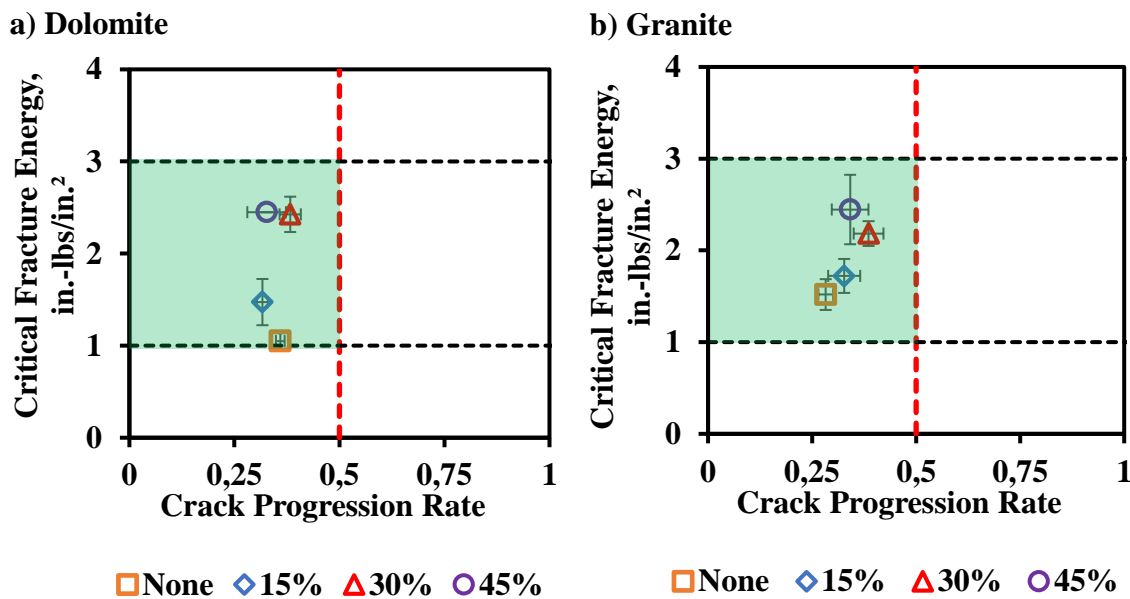 a) Dolomite
Critical Fracture Energy,
in.-lbs/in.²
4
3
2
1
0
0 0,25 0,5 0,75 1
Crack Progression Rate
None 15% 30% 45%
b) Granite
Critical Fracture Energy,
in.-lbs/in.²
4
3
2
1
0
0 0,25 0,5 0,75 1
Crack Progression Rate
None 15% 30% 45%